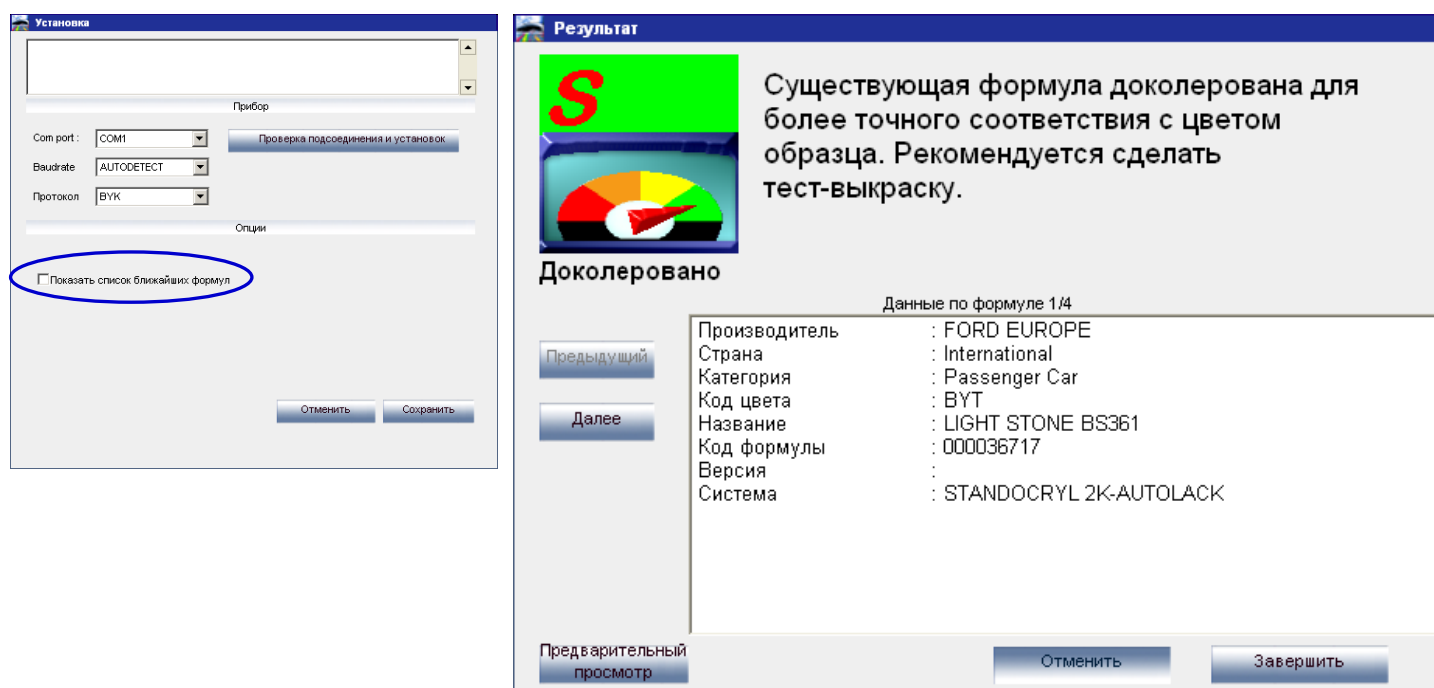 Установка
Прибор
Com port :
COM1
Проверка подсоединения и установок
Baudrate
AUTODETECT
Протокол
BYK
Опции
Показать список ближайших формул
Отменить
Сохранить
Результат
S
Существующая формула доколерована для
более точного соответствия с цветом
образца. Рекомендуется сделать
тест-выкраску.
Доколеровано
Данные по формуле 1/4
Предыдущий
Далее
Производитель : FORD EUROPE
Страна : International
Категория : Passenger Car
Код цвета : BYT
Название : LIGHT STONE BS361
Код формулы : 000036717
Версия :
Система : STANDOCRYL 2K-AUTOLACK
Предварительный
просмотр
Отменить
Завершить